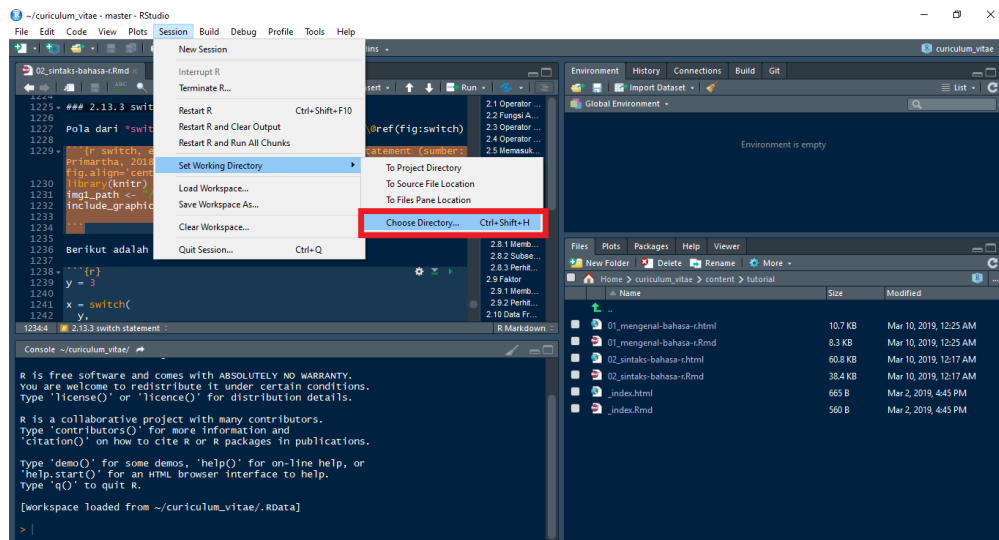 ~/curiculum_vitae - master - RStudio
File Edit Code View Plots Session Build Debug Profile Tools Help
curiculum_vitae
02_sintaks-bahasa-r.Rmd
ABC
Run
1225 ### 2.13.3 swit
1226
1227 Pola dari *swit
\@ref(fig:switch)
1228
1229 ```{r switch, e
tatement (sumber:
Primartha, 2018
fig.align='cent
1230 library(knitr)
1231 img1_path <-
1232 include_graphic
1233
1234 ```
1235
1236 Berikut adalah
1237
1238 ```{r}
1239 y = 3
1240
1241 x = switch(
1242 y,
1234:4 2.13.3 switch statement R Markdown
2.1 Operator ...
2.2 Fungsi A...
2.3 Operator ...
2.4 Operator ...
2.5 Memasuk...
2.8.1 Memb...
2.8.2 Subse...
2.8.3 Perhit...
2.9 Faktor
2.9.1 Memb...
2.9.2 Perhit...
2.10 Data Fr...
New Session
Interrupt R
Terminate R...
Restart R Ctrl+Shift+F10
Restart R and Clear Output
Restart R and Run All Chunks
Set Working Directory
Load Workspace...
Save Workspace As...
Clear Workspace...
Quit Session... Ctrl+Q
To Project Directory
To Source File Location
To Files Pane Location
Choose Directory... Ctrl+Shift+H
Console ~/curiculum_vitae/
R is free software and comes with ABSOLUTELY NO WARRANTY.
You are welcome to redistribute it under certain conditions.
Type 'license()' or 'licence()' for distribution details.
R is a collaborative project with many contributors.
Type 'contributors()' for more information and
'citation()' on how to cite R or R packages in publications.
Type 'demo()' for some demos, 'help()' for on-line help, or
'help.start()' for an HTML browser interface to help.
Type 'q()' to quit R.
[Workspace loaded from ~/curiculum_vitae/.RData]
>
Environment History Connections Build Git
Import Dataset List
Global Environment
Environment is empty
Files Plots Packages Help Viewer
New Folder Delete Rename More
Home > curiculum_vitae > content > tutorial
Name Size Modified
..
01_mengenal-bahasa-r.html 10.7 KB Mar 10, 2019, 12:25 AM
01_mengenal-bahasa-r.Rmd 8.3 KB Mar 10, 2019, 12:25 AM
02_sintaks-bahasa-r.html 60.8 KB Mar 10, 2019, 12:17 AM
02_sintaks-bahasa-r.Rmd 38.4 KB Mar 10, 2019, 12:17 AM
_index.html 665 B Mar 2, 2019, 4:45 PM
_index.Rmd 560 B Mar 2, 2019, 4:45 PM